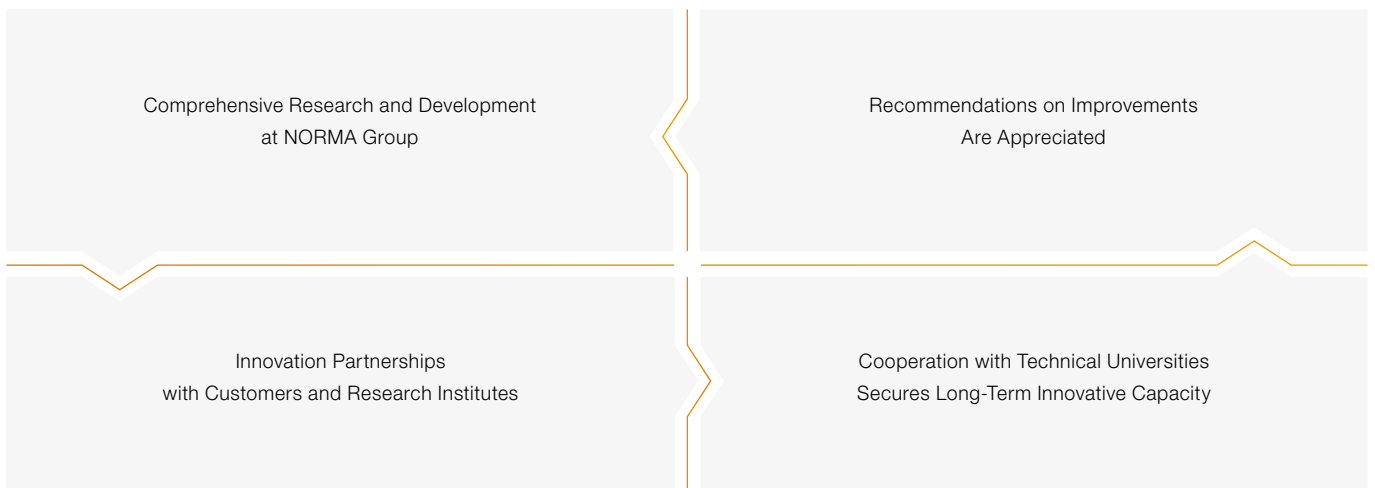 Comprehensive Research and Development
at NORMA Group
Recommendations on Improvements
Are Appreciated
Innovation Partnerships
with Customers and Research Institutes
Cooperation with Technical Universities
Secures Long-Term Innovative Capacity